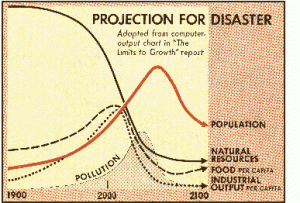 PROJECTION FOR DISASTER
Adapted from computer-
output chart in "The
Limits to Growth" report
POPULATION
NATURAL
RESOURCES
FOOD PER CAPITA
INDUSTRIAL
OUTPUT PER CAPITA
POLLUTION
1900 2000 2100